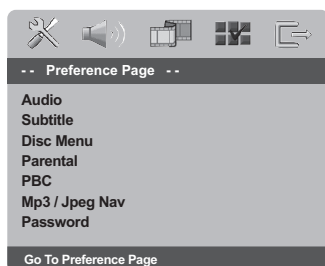 - - Preference Page - -
Audio
Subtitle
Disc Menu
Parental
PBC
Mp3 / Jpeg Nav
Password
Go To Preference Page